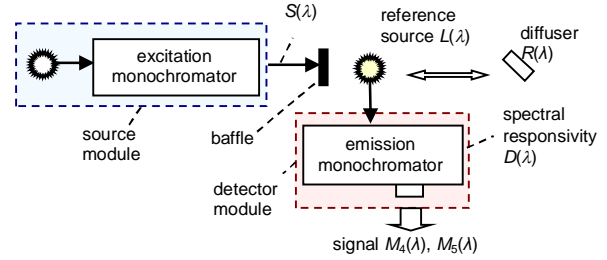 S(λ)
excitation
monochromator
source
module
baffle
reference
source L(λ)
diffuser
R(λ)
emission
monochromator
detector
module
spectral
responsivity
D(λ)
signal M₄(λ), M₅(λ)